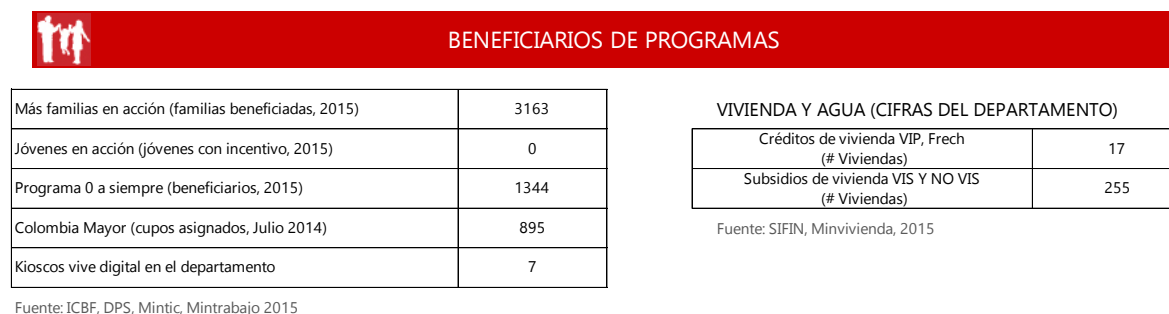 BENEFICIARIOS DE PROGRAMAS
Más familias en acción (familias beneficiadas, 2015) 3163
Jóvenes en acción (jóvenes con incentivo, 2015) 0
Programa 0 a siempre (beneficiarios, 2015) 1344
Colombia Mayor (cupos asignados, Julio 2014) 895
Kioscos vive digital en el departamento 7
Fuente: ICBF, DPS, Mintic, Mintrabajo 2015
VIVIENDA Y AGUA (CIFRAS DEL DEPARTAMENTO)
Créditos de vivienda VIP, Frech
(# Viviendas) 17
Subsidios de vivienda VIS Y NO VIS
(# Viviendas) 255
Fuente: SIFIN, Minvivienda, 2015